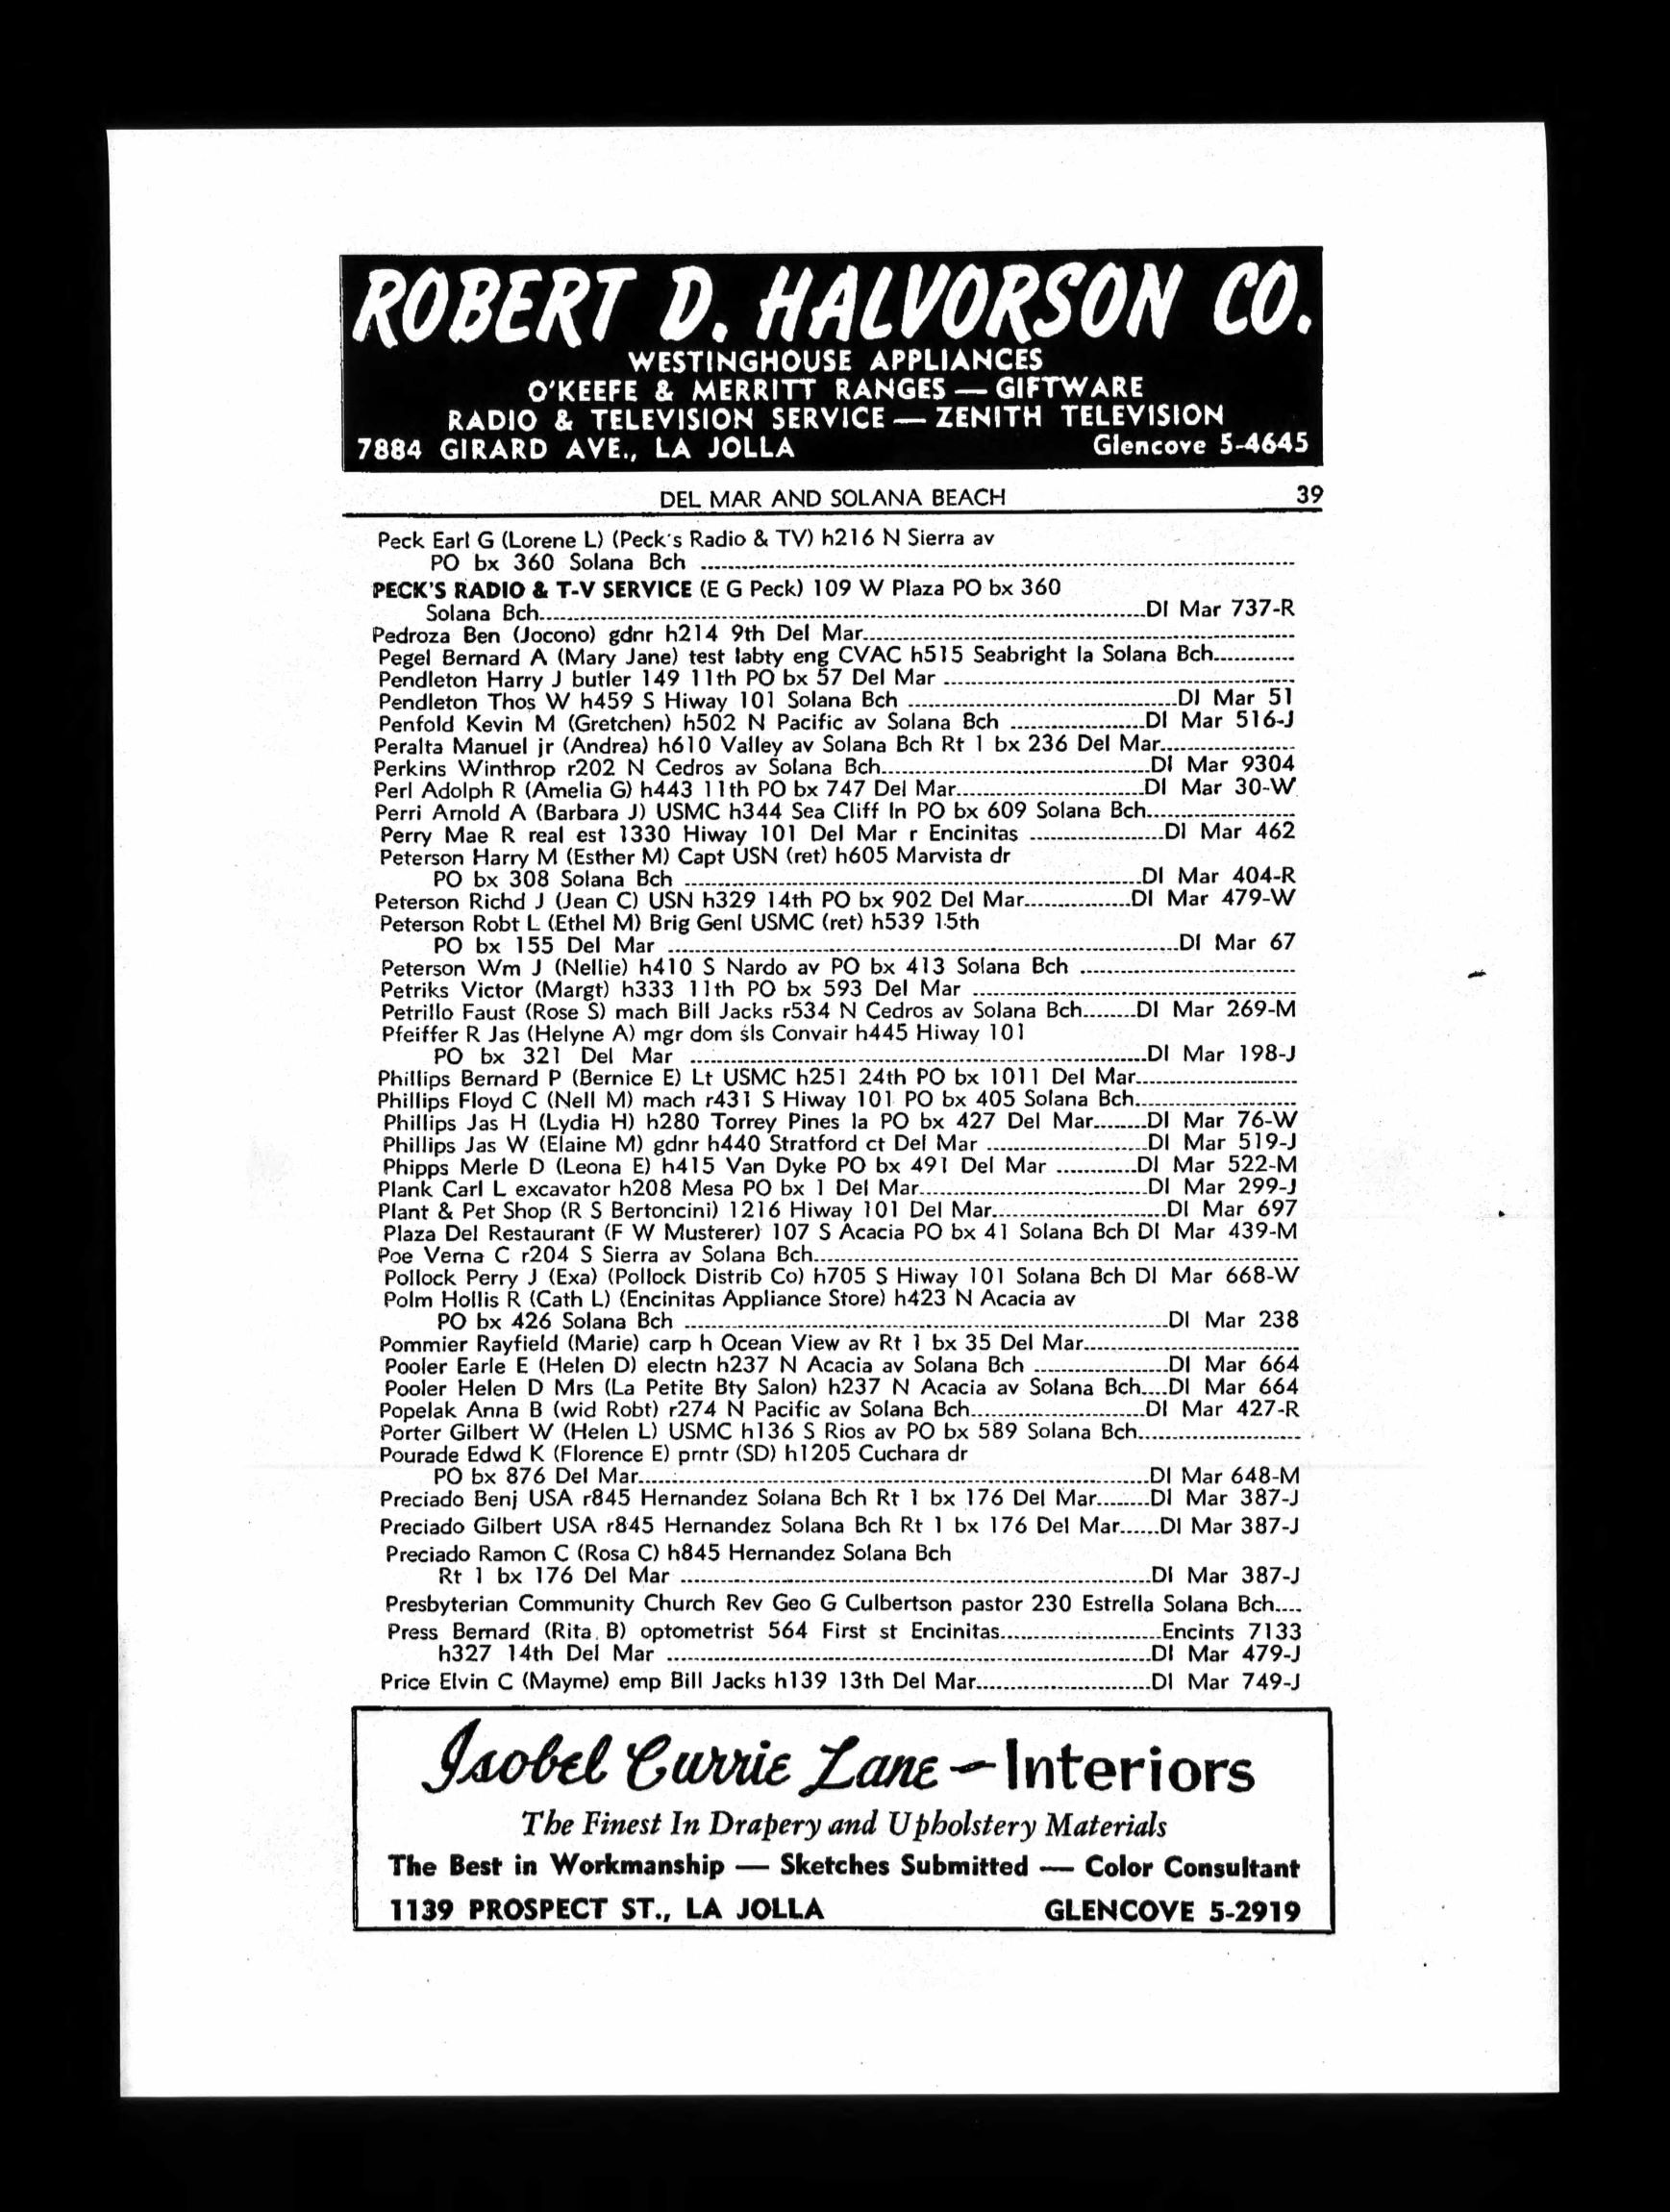 ROBERT D. HALVORSON CO.
WESTINGHOUSE APPLIANCES
O'KEEFE & MERRITT RANGES — GIFTWARE
RADIO & TELEVISION SERVICE — ZENITH TELEVISION
7884 GIRARD AVE., LA JOLLA Glencove 5-4645
DEL MAR AND SOLANA BEACH 39
Peck Earl G (Lorene L) (Peck's Radio & TV) h216 N Sierra av
PO bx 360 Solana Bch
PECK'S RADIO & T-V SERVICE (E G Peck) 109 W Plaza PO bx 360
Solana Bch DI Mar 737-R
Pedroza Ben (Jocono) gdnr h214 9th Del Mar
Pegel Bernard A (Mary Jane) test labty eng CVAC h515 Seabright la Solana Bch
Pendleton Harry J butler 149 11th PO bx 57 Del Mar
Pendleton Thos W h459 S Hiway 101 Solana Bch DI Mar 51
Penfold Kevin M (Gretchen) h502 N Pacific av Solana Bch DI Mar 516-J
Peralta Manuel jr (Andrea) h610 Valley av Solana Bch Rt 1 bx 236 Del Mar
Perkins Winthrop r202 N Cedros av Solana Bch DI Mar 9304
Perl Adolph R (Amelia G) h443 11th PO bx 747 Del Mar DI Mar 30-W
Perri Arnold A (Barbara J) USMC h344 Sea Cliff ln PO bx 609 Solana Bch
Perry Mae R real est 1330 Hiway 101 Del Mar r Encinitas DI Mar 462
Peterson Harry M (Esther M) Capt USN (ret) h605 Marvista dr
PO bx 308 Solana Bch DI Mar 404-R
Peterson Richd J (Jean C) USN h329 14th PO bx 902 Del Mar DI Mar 479-W
Peterson Robt L (Ethel M) Brig Genl USMC (ret) h539 15th
PO bx 155 Del Mar DI Mar 67
Peterson Wm J (Nellie) h410 S Nardo av PO bx 413 Solana Bch
Petriks Victor (Margt) h333 11th PO bx 593 Del Mar
Petrillo Faust (Rose S) mach Bill Jacks r534 N Cedros av Solana Bch DI Mar 269-M
Pfeiffer R Jas (Helyne A) mgr dom sls Convair h445 Hiway 101
PO bx 321 Del Mar DI Mar 198-J
Phillips Bernard P (Bernice E) Lt USMC h251 24th PO bx 1011 Del Mar
Phillips Floyd C (Nell M) mach r431 S Hiway 101 PO bx 405 Solana Bch
Phillips Jas H (Lydia H) h280 Torrey Pines la PO bx 427 Del Mar DI Mar 76-W
Phillips Jas W (Elaine M) gdnr h440 Stratford ct Del Mar DI Mar 519-J
Phipps Merle D (Leona E) h415 Van Dyke PO bx 491 Del Mar DI Mar 522-M
Plank Carl L excavator h208 Mesa PO bx 1 Del Mar DI Mar 299-J
Plant & Pet Shop (R S Bertoncini) 1216 Hiway 101 Del Mar DI Mar 697
Plaza Del Restaurant (F W Musterer) 107 S Acacia PO bx 41 Solana Bch DI Mar 439-M
Poe Verna C r204 S Sierra av Solana Bch
Pollock Perry J (Exa) (Pollock Distrib Co) h705 S Hiway 101 Solana Bch DI Mar 668-W
Polm Hollis R (Cath L) (Encinitas Appliance Store) h423 N Acacia av
PO bx 426 Solana Bch DI Mar 238
Pommier Rayfield (Marie) carp h Ocean View av Rt 1 bx 35 Del Mar
Pooler Earle E (Helen D) electn h237 N Acacia av Solana Bch DI Mar 664
Pooler Helen D Mrs (La Petite Bty Salon) h237 N Acacia av Solana Bch DI Mar 664
Popelak Anna B (wid Robt) r274 N Pacific av Solana Bch DI Mar 427-R
Porter Gilbert W (Helen L) USMC h136 S Rios av PO bx 589 Solana Bch
Pourade Edwd K (Florence E) prntr (SD) h1205 Cuchara dr
PO bx 876 Del Mar DI Mar 648-M
Preciado Benj USA r845 Hernandez Solana Bch Rt 1 bx 176 Del Mar DI Mar 387-J
Preciado Gilbert USA r845 Hernandez Solana Bch Rt 1 bx 176 Del Mar DI Mar 387-J
Preciado Ramon C (Rosa C) h845 Hernandez Solana Bch
Rt 1 bx 176 Del Mar DI Mar 387-J
Presbyterian Community Church Rev Geo G Culbertson pastor 230 Estrella Solana Bch
Press Bernard (Rita B) optometrist 564 First st Encinitas Encints 7133
h327 14th Del Mar DI Mar 479-J
Price Elvin C (Mayme) emp Bill Jacks h139 13th Del Mar DI Mar 749-J
Isobel Currie Lane — Interiors
The Finest In Drapery and Upholstery Materials
The Best in Workmanship — Sketches Submitted — Color Consultant
1139 PROSPECT ST., LA JOLLA GLENCOVE 5-2919